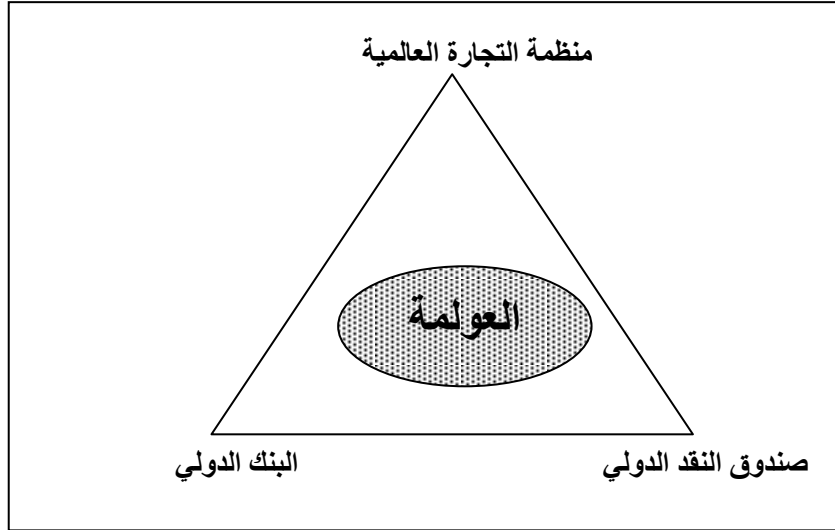 منظمة التجارة العالمية
العولمة
صندوق النقد الدولي
البنك الدولي